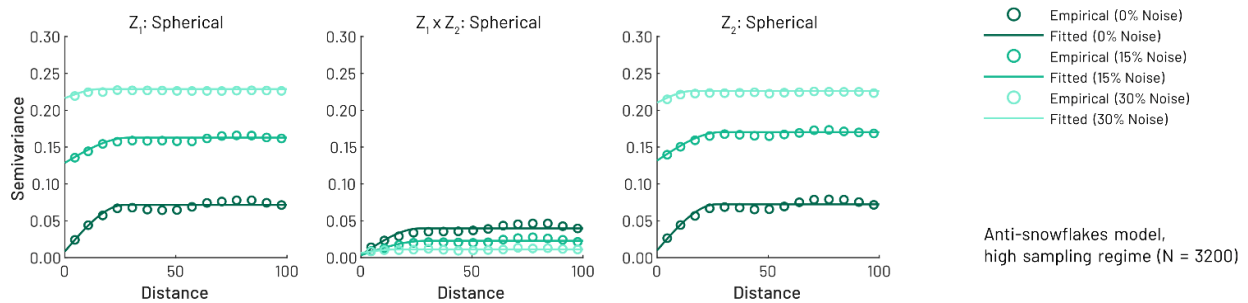 Z₁: Spherical
Z₁ x Z₂: Spherical
Z₂: Spherical
Semivariance
0.30
0.25
0.20
0.15
0.10
0.05
0.00
0
50
100
Distance
0.30
0.25
0.20
0.15
0.10
0.05
0.00
0
50
100
Distance
0.30
0.25
0.20
0.15
0.10
0.05
0.00
0
50
100
Distance
Empirical (0% Noise)
Fitted (0% Noise)
Empirical (15% Noise)
Fitted (15% Noise)
Empirical (30% Noise)
Fitted (30% Noise)
Anti-snowflakes model,
high sampling regime (N = 3200)